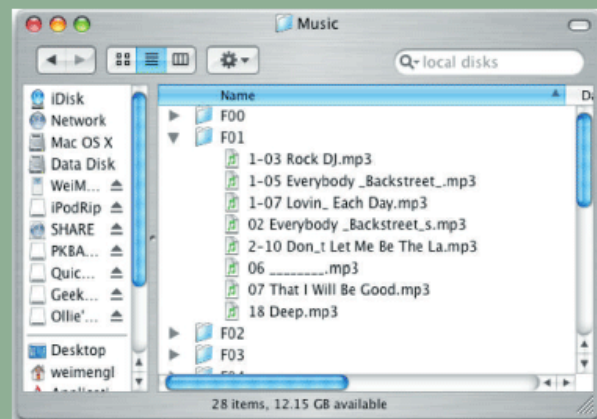 Music
local disks
Name
iDisk
Network
Mac OS X
Data Disk
WeiM...
iPodRip
SHARE
PKBA...
Quic...
Geek...
Ollie'...
Desktop
weimengl
F00
F01
1-03 Rock DJ.mp3
1-05 Everybody _Backstreet_.mp3
1-07 Lovin_ Each Day.mp3
02 Everybody _Backstreet_s.mp3
2-10 Don_t Let Me Be The La.mp3
06 ________.mp3
07 That I Will Be Good.mp3
18 Deep.mp3
F02
F03
28 items, 12.15 GB available